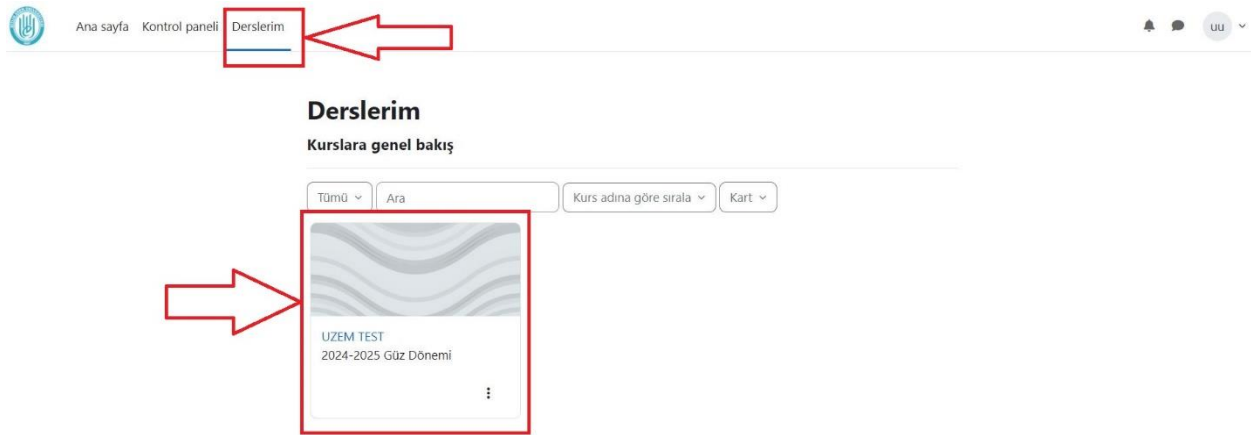 Ana sayfa Kontrol paneli Derslerim
uu
Derslerim
Kurslara genel bakış
Tümü Ara Kurs adına göre sırala Kart
UZEM TEST
2024-2025 Güz Dönemi